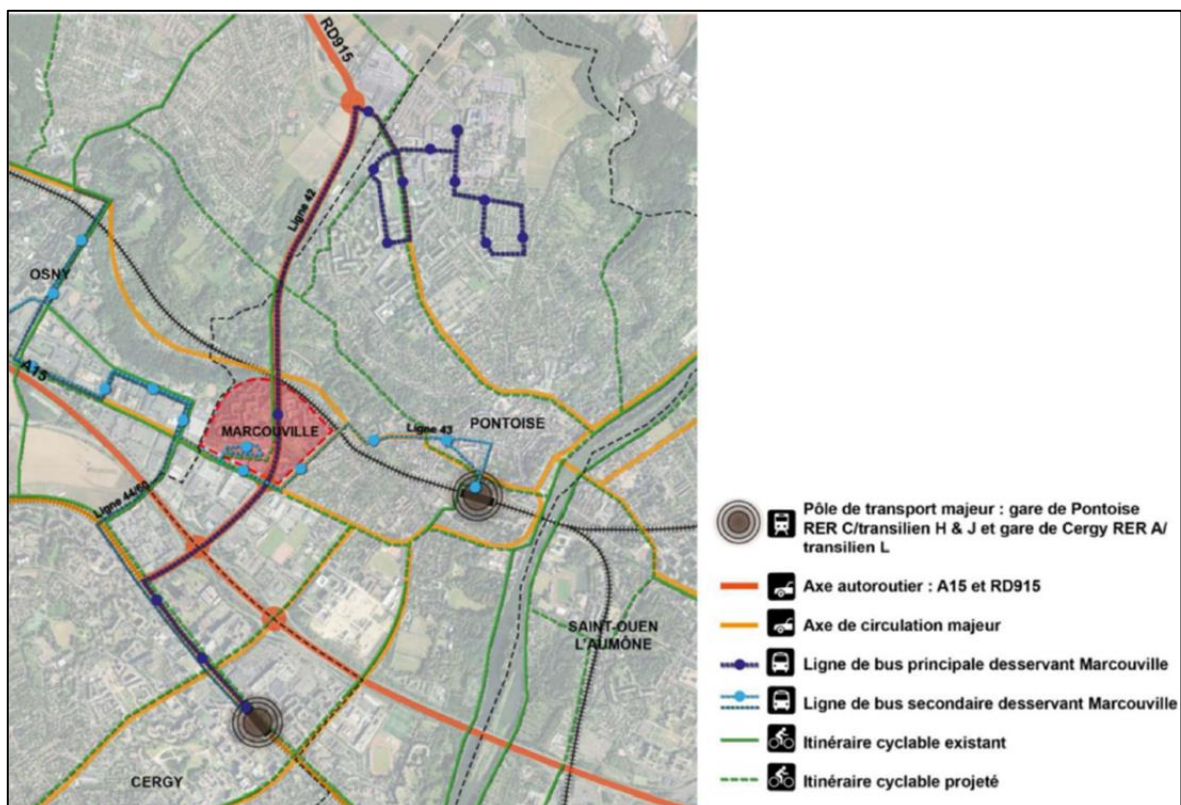 RD915
Ligne 42
OSNY
A15
MARCOUVILLE
Ligne 43
PONTOISE
Ligne 44/60
SAINT-OUEN
L'AUMÔNE
CERGY
Pôle de transport majeur : gare de Pontoise
RER C/transilien H & J et gare de Cergy RER A/
transilien L
Axe autoroutier : A15 et RD915
Axe de circulation majeur
Ligne de bus principale desservant Marcouville
Ligne de bus secondaire desservant Marcouville
Itinéraire cyclable existant
Itinéraire cyclable projeté